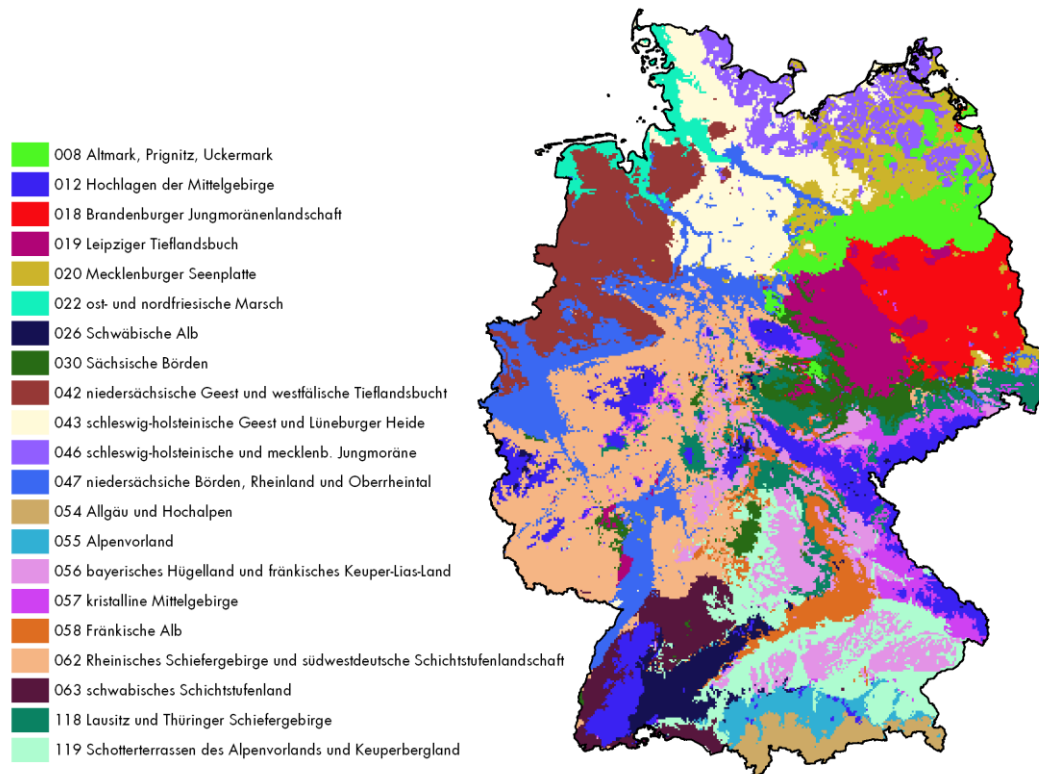 008 Altmark, Prignitz, Uckermark
012 Hochlagen der Mittelgebirge
018 Brandenburger Jungmoränenlandschaft
019 Leipziger Tieflandsbuch
020 Mecklenburger Seenplatte
022 ost- und nordfriesische Marsch
026 Schwäbische Alb
030 Sächsische Börden
042 niedersächsische Geest und westfälische Tieflandsbucht
043 schleswig-holsteinische Geest und Lüneburger Heide
046 schleswig-holsteinische und mecklenb. Jungmoräne
047 niedersächsiche Börden, Rheinland und Oberrheintal
054 Allgäu und Hochalpen
055 Alpenvorland
056 bayerisches Hügelland und fränkisches Keuper-Lias-Land
057 kristalline Mittelgebirge
058 Fränkische Alb
062 Rheinisches Schiefergebirge und südwestdeutsche Schichtstufenlandschaft
063 schwabisches Schichtstufenland
118 Lausitz und Thüringer Schiefergebirge
119 Schotterterrassen des Alpenvorlands und Keuperbergland